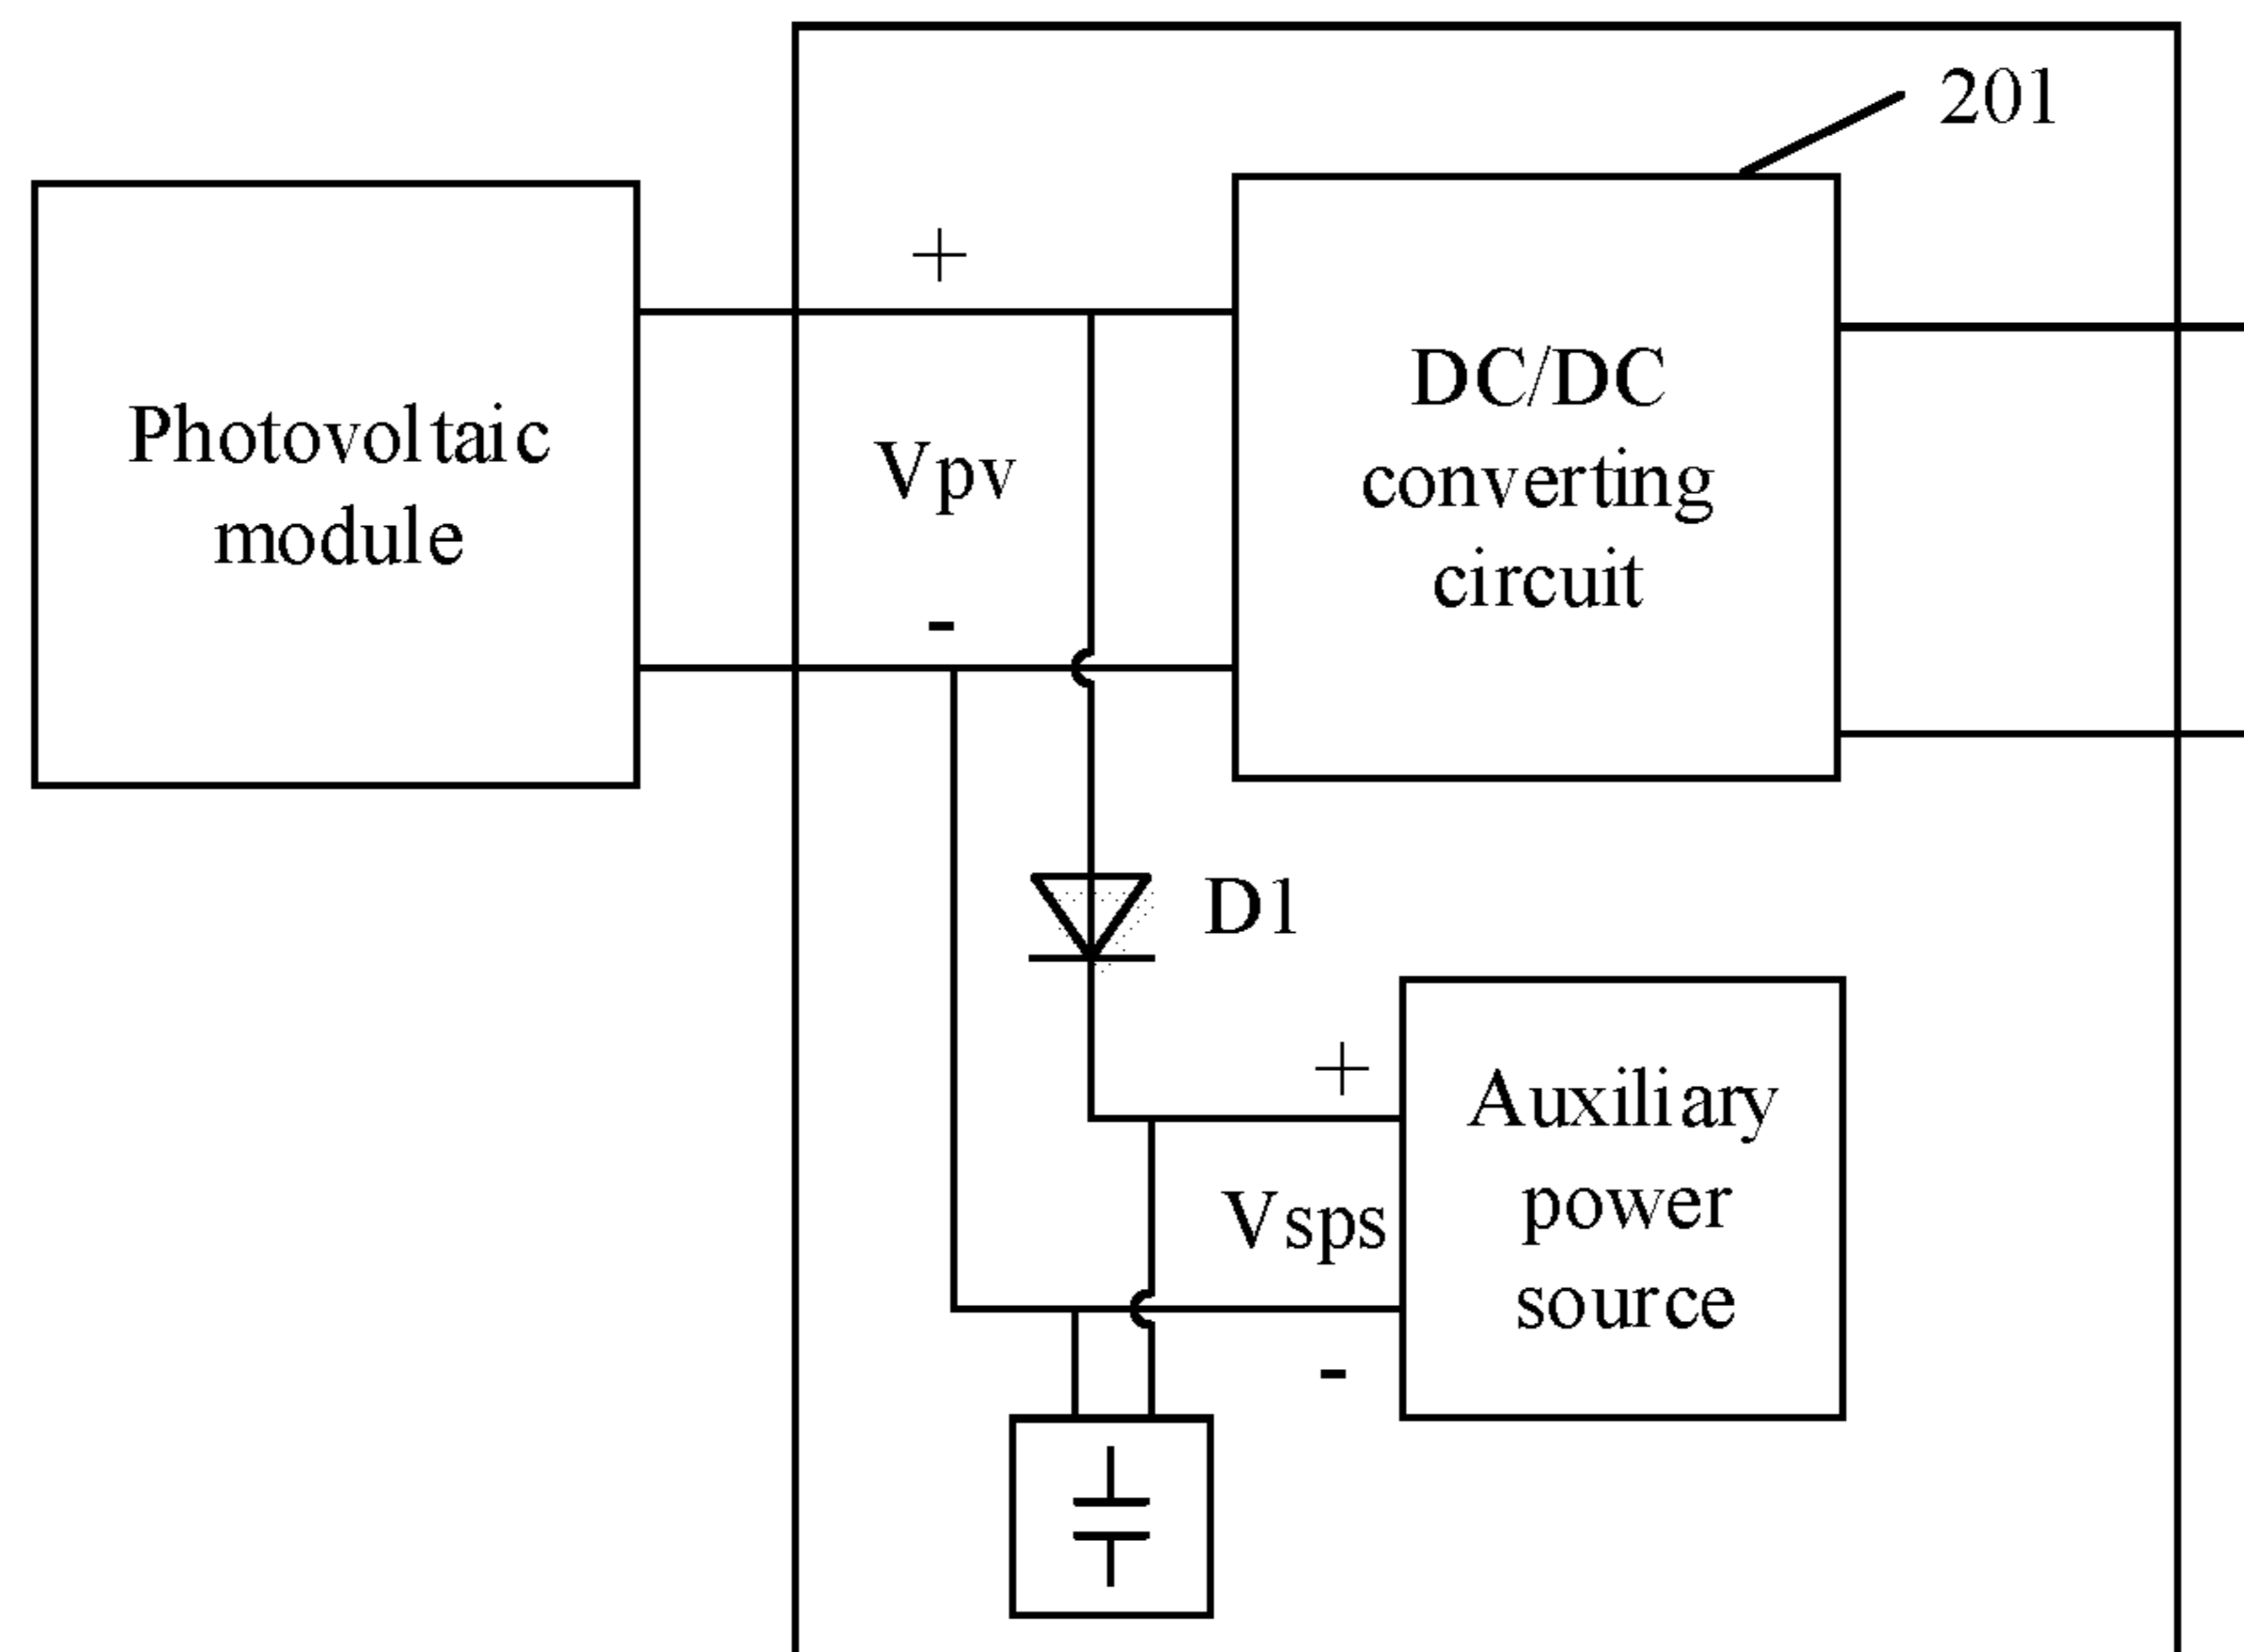 201
+
Photovoltaic
module
Vpv
-
DC/DC
converting
circuit
D1
+
Vsps
-
Auxiliary
power
source